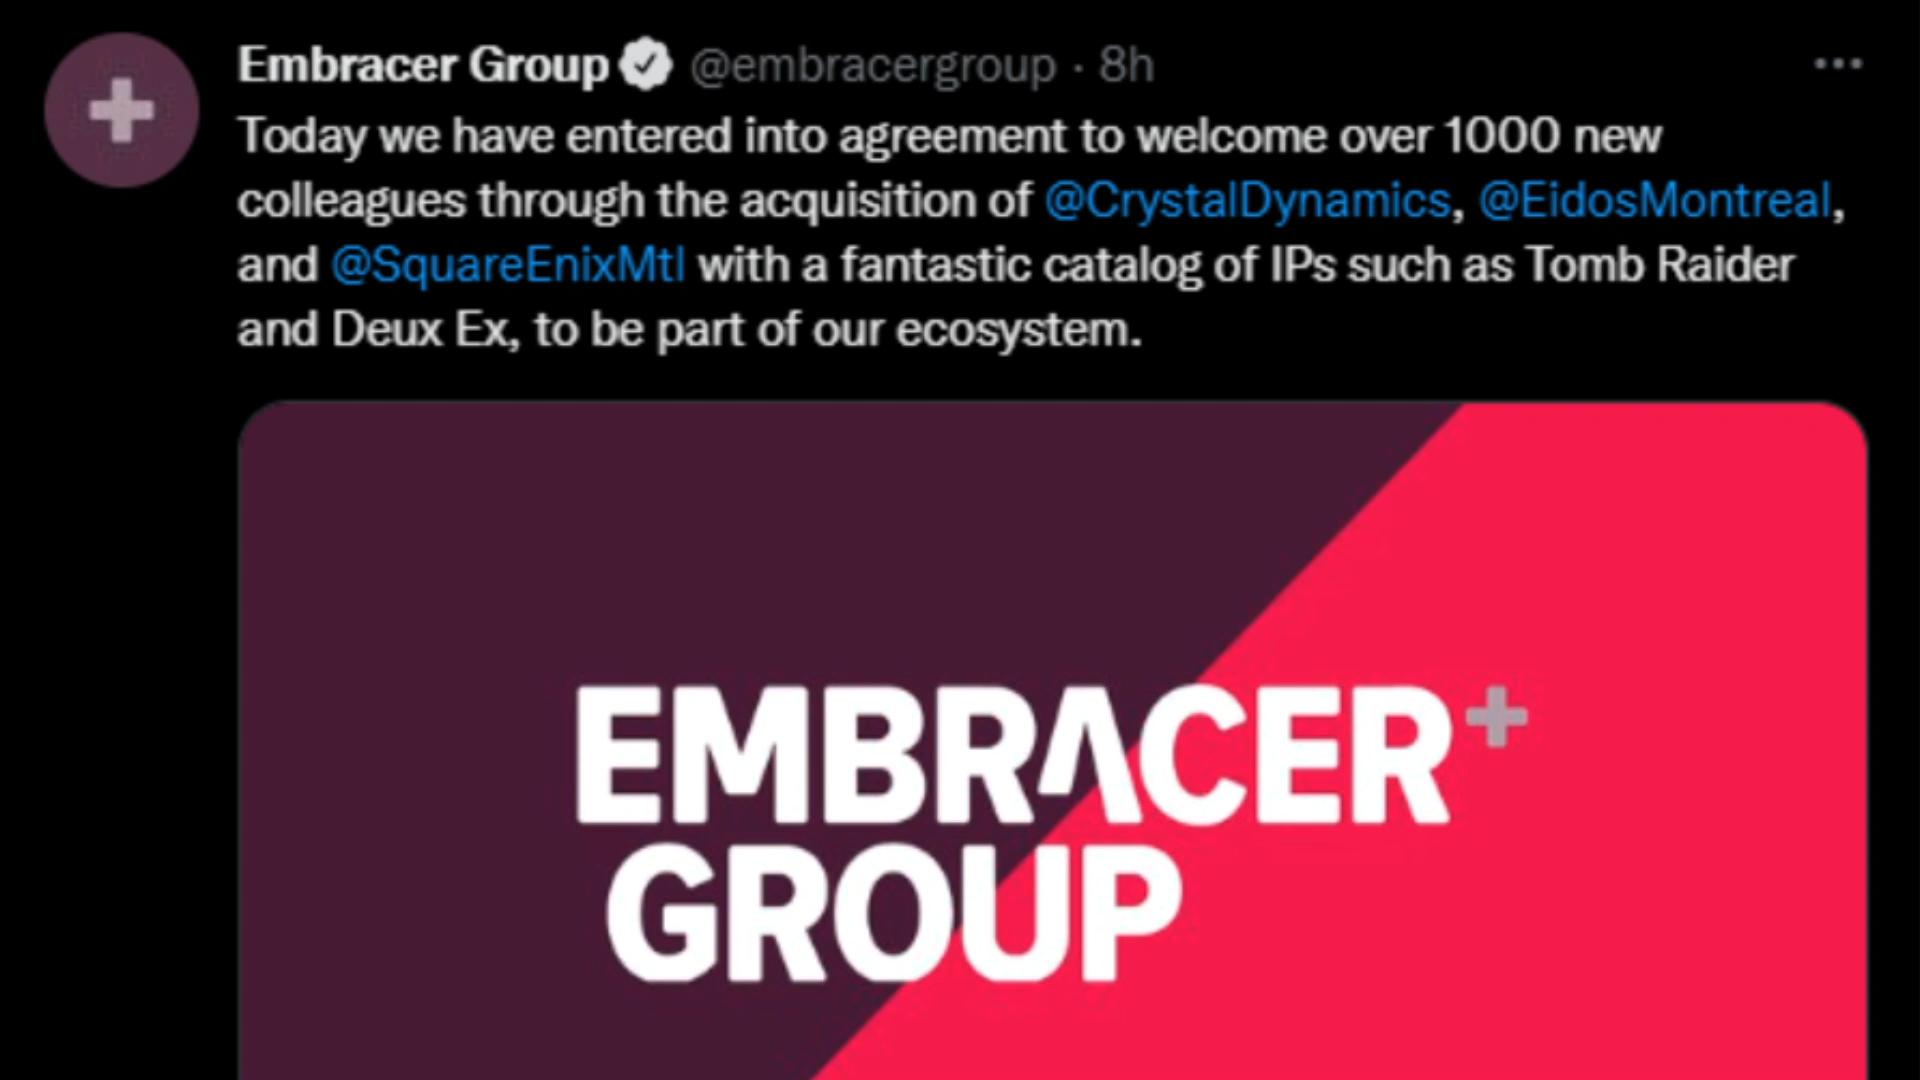 Embracer Group @embracergroup · 8h
Today we have entered into agreement to welcome over 1000 new
colleagues through the acquisition of @CrystalDynamics, @EidosMontreal,
and @SquareEnixMtl with a fantastic catalog of IPs such as Tomb Raider
and Deux Ex, to be part of our ecosystem.
EMBRACER+
GROUP